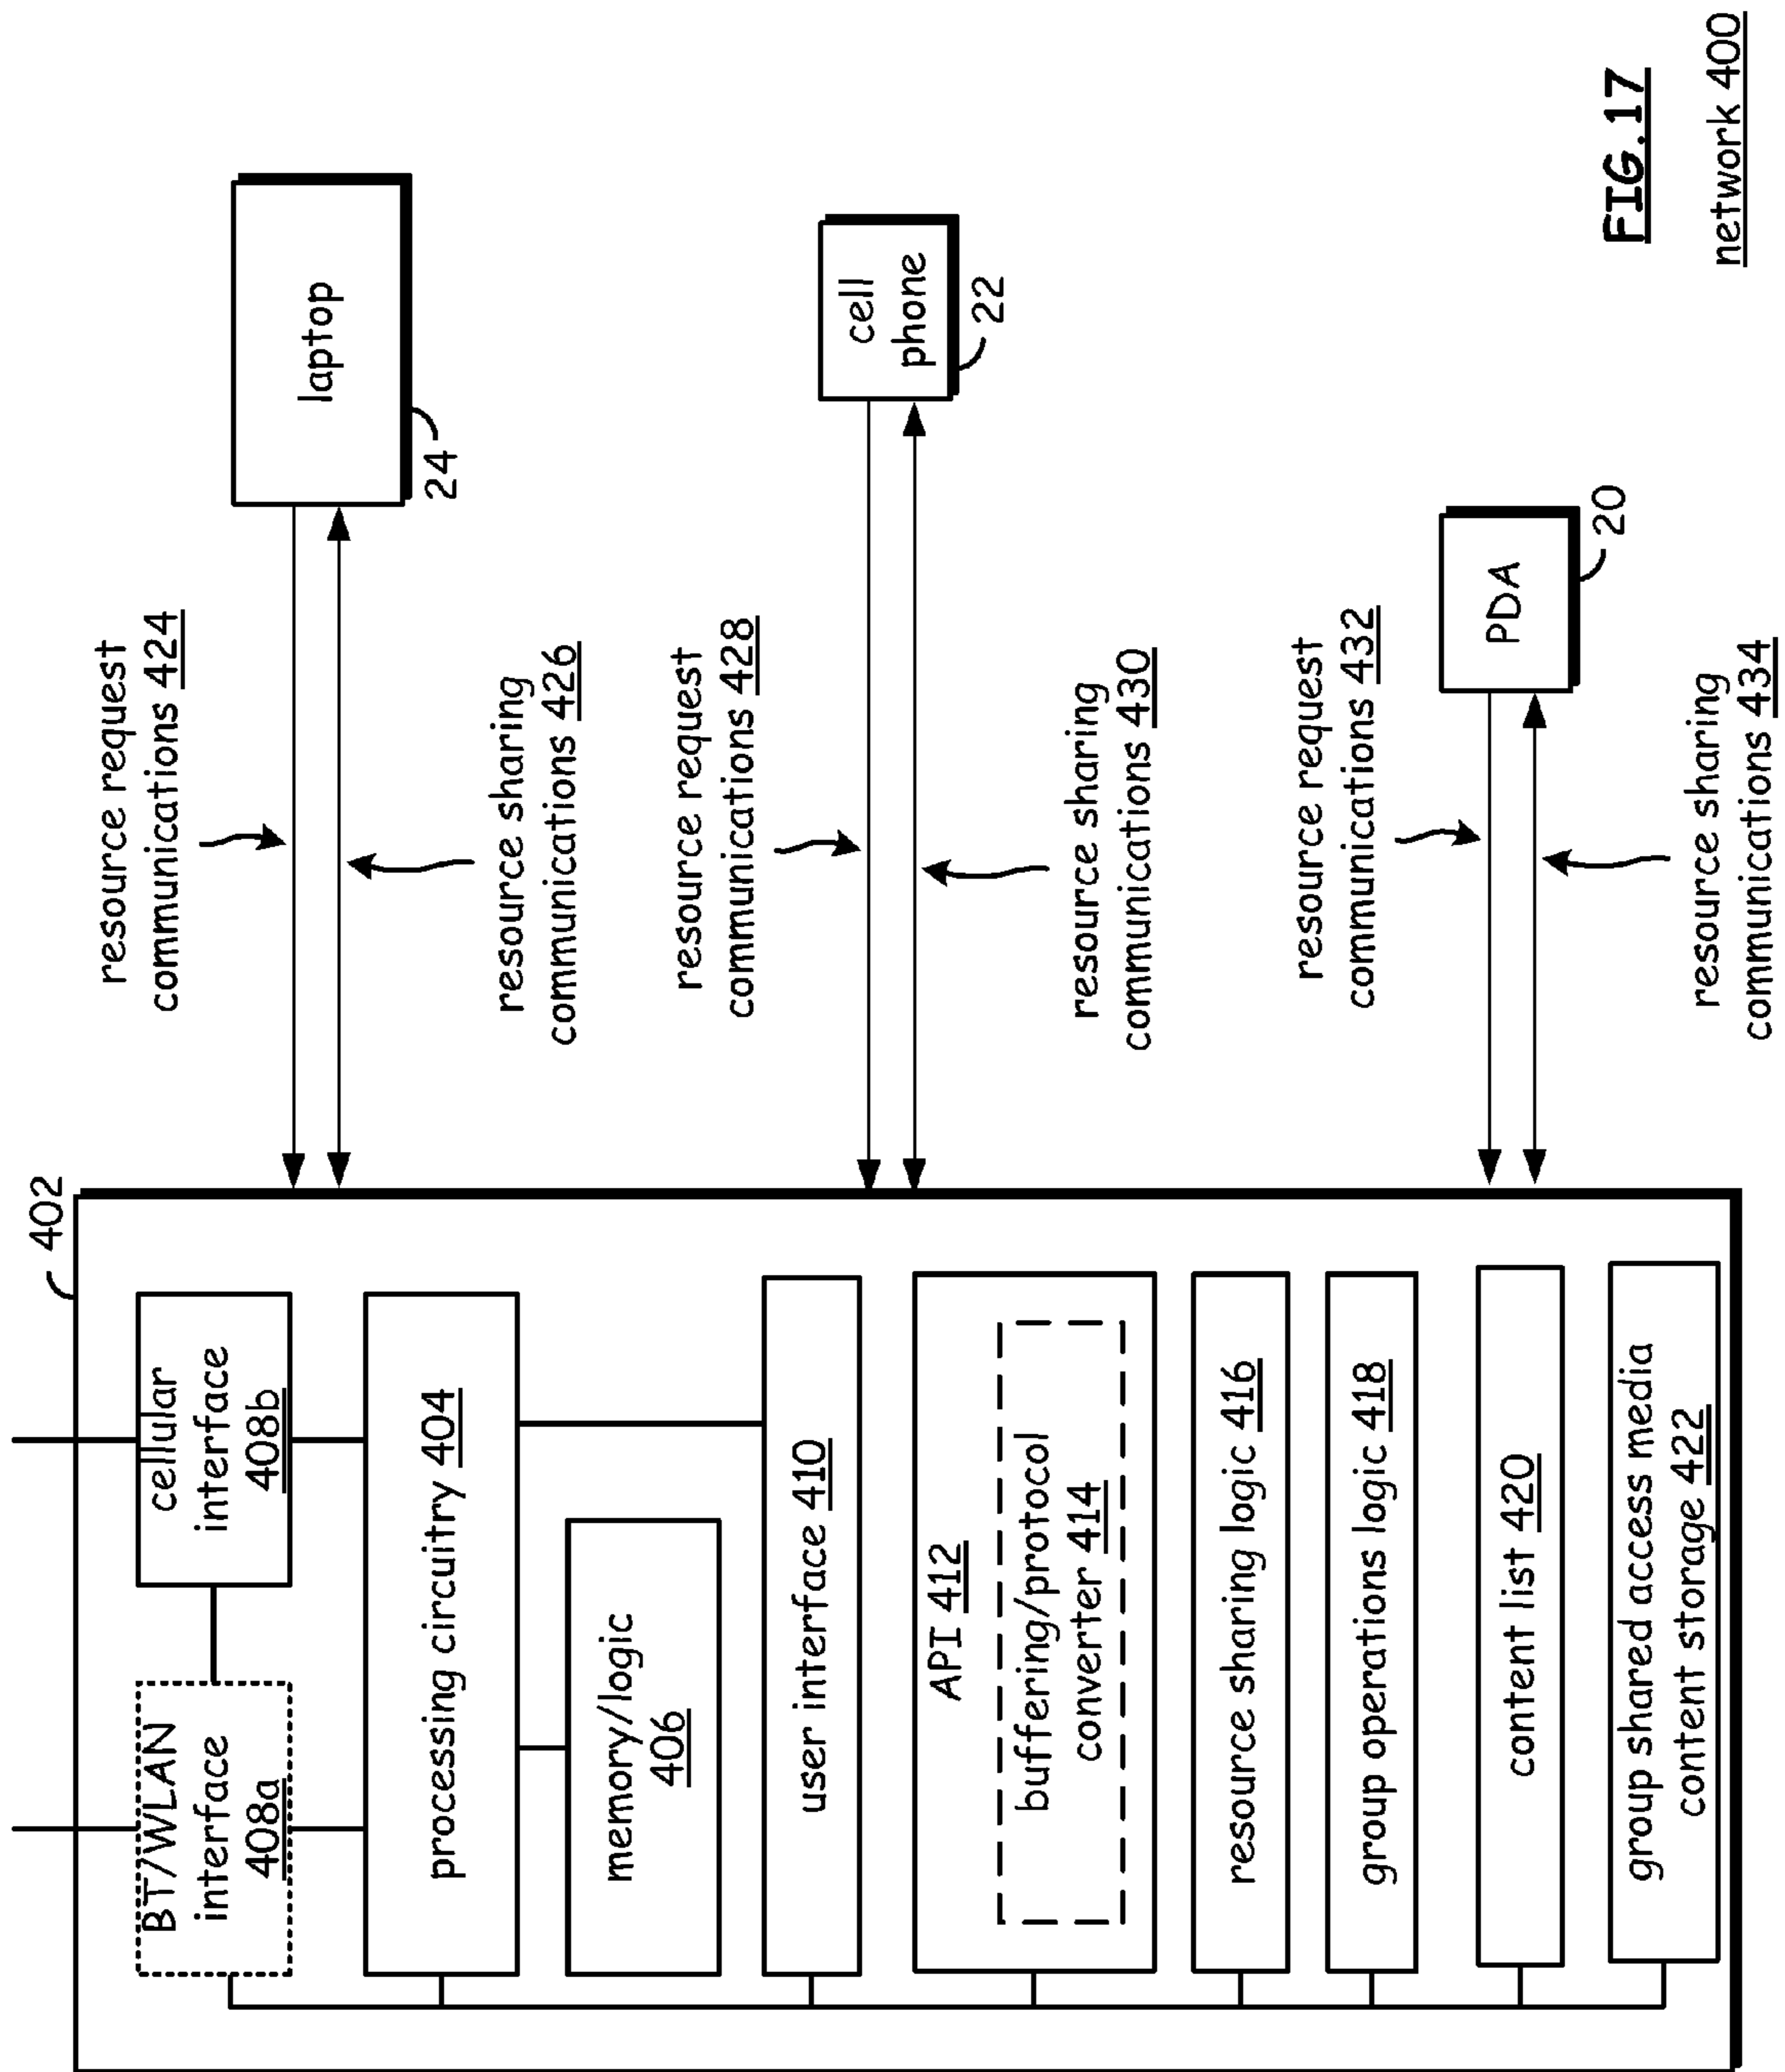 402
BT/WLAN
interface
408a
cellular
interface
408b
processing circuitry 404
memory/logic
406
user interface 410
API 412
buffering/protocol
converter 414
resource sharing logic 416
group operations logic 418
content list 420
group shared access media
content storage 422
resource request
communications 424
laptop
24
resource sharing
communications 426
resource request
communications 428
cell
phone
22
resource sharing
communications 430
resource request
communications 432
PDA
20
resource sharing
communications 434
FIG. 17
network 400